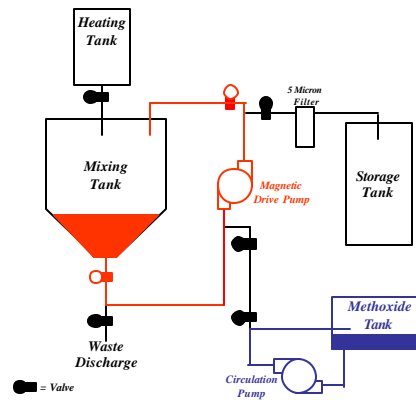 Heating
Tank
5 Micron
Filter
Mixing
Tank
Magnetic
Drive Pump
Storage
Tank
Methoxide
Tank
Waste
Discharge
Circulation
Pump
= Valve